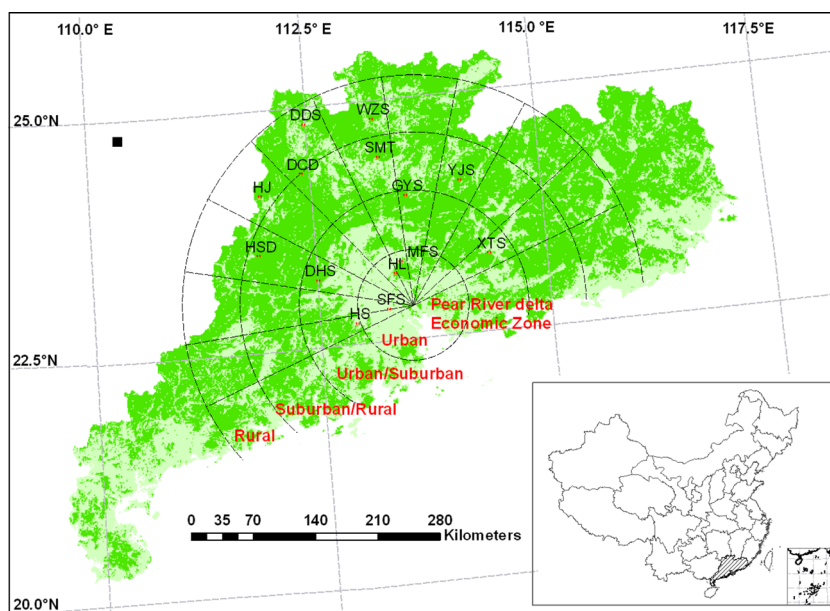 110.0° E
112.5° E
115.0° E
117.5° E
25.0°N
22.5°N
20.0°N
DDS
WZS
SMT
DCD
YJS
HJ
GYS
HSD
XTS
MFS
HL
DHS
SFS
HS
Pear River delta
Economic Zone
Urban
Urban/Suburban
Suburban/Rural
Rural
0 35 70 140 210 280
Kilometers